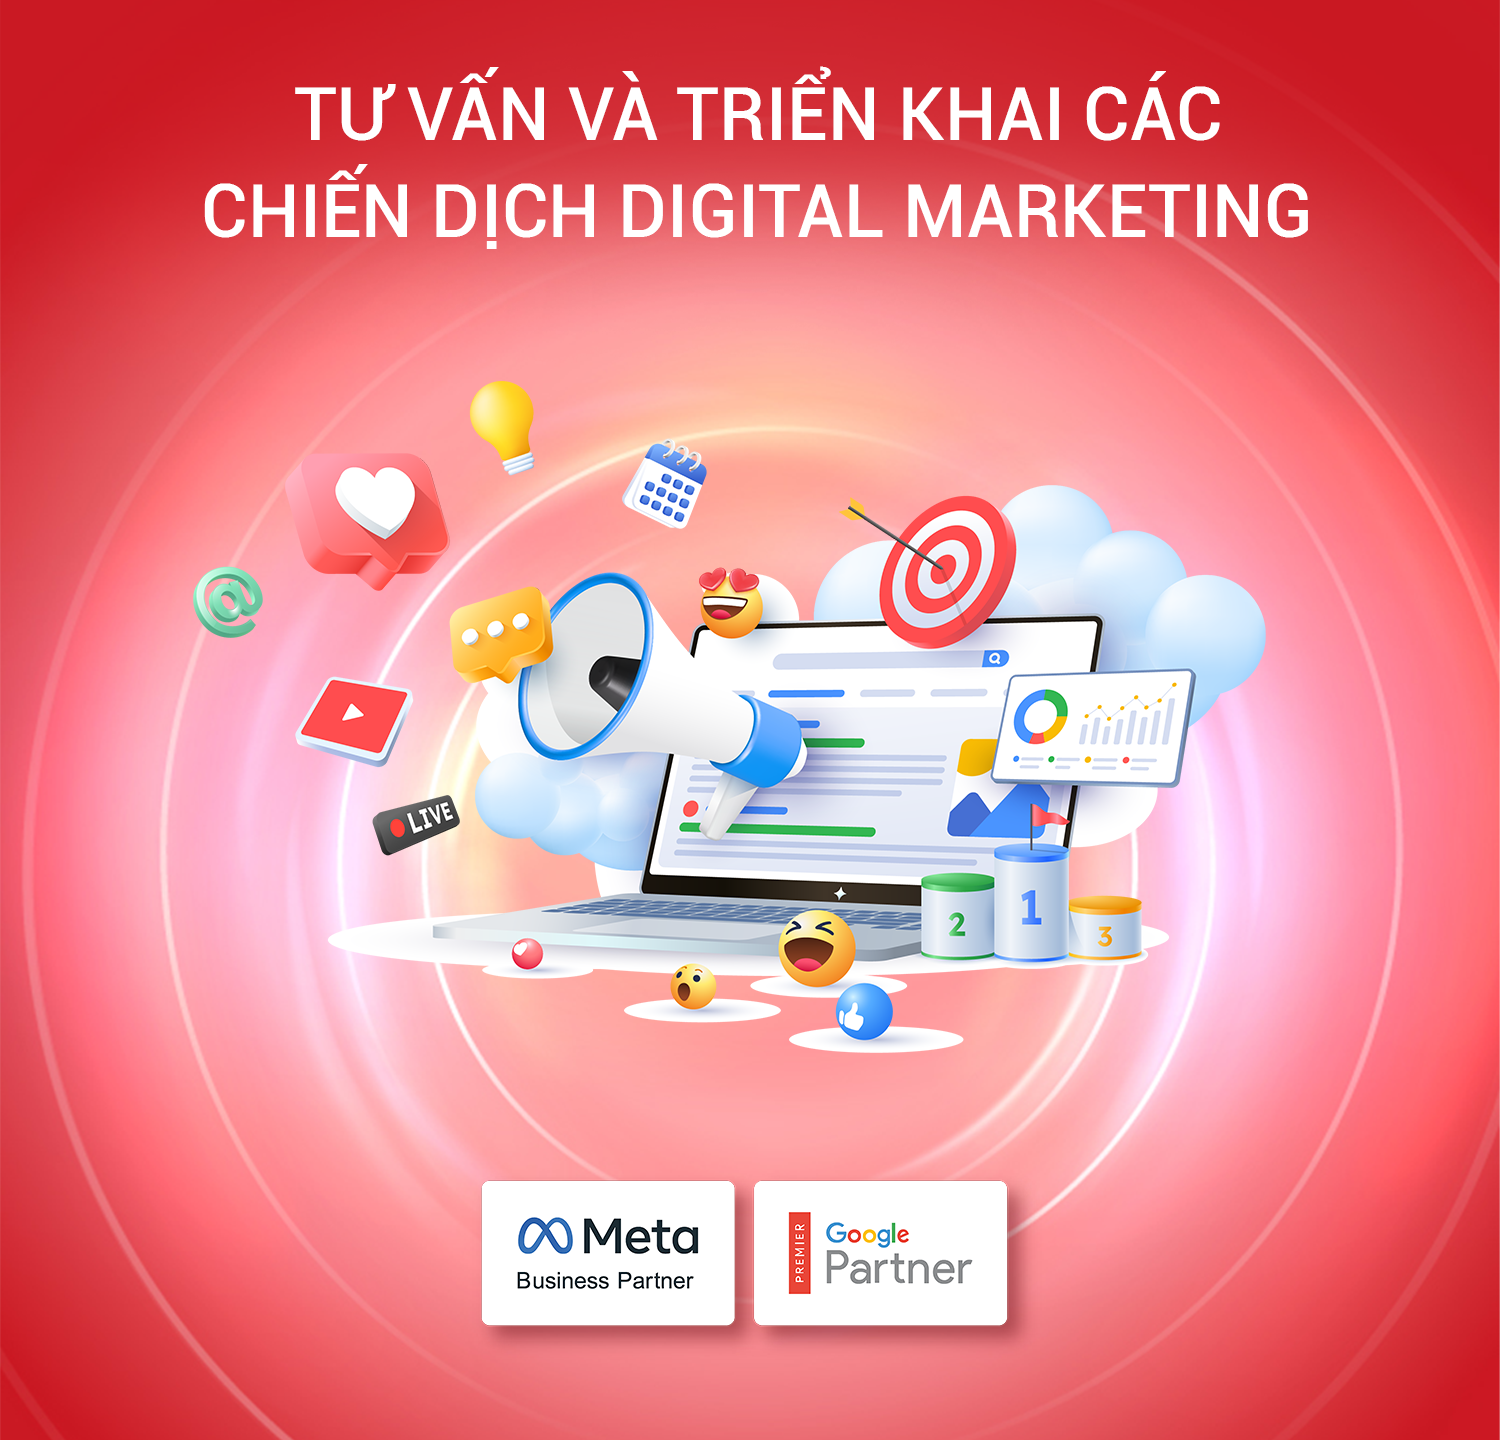 TƯ VẤN VÀ TRIỂN KHAI CÁC
CHIẾN DỊCH DIGITAL MARKETING
@
LIVE
2
1
3
Meta
Business Partner
PREMIER
Google
Partner